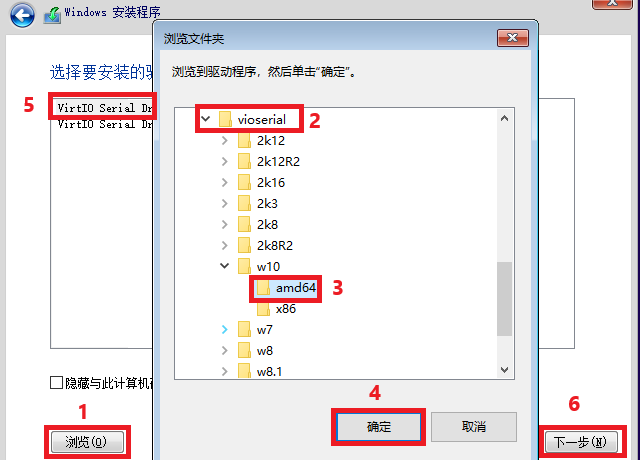 Windows 安装程序
选择要安装的
5
VirtIO Serial
VirtIO Serial
隐藏与此计算机
1
浏览(O)
浏览文件夹
浏览到驱动程序，然后单击"确定"。
vioserial
2
2k12
2k12R2
2k16
2k3
2k8
2k8R2
w10
amd64
3
x86
w7
w8
w8.1
4
确定
取消
6
下一步(N)